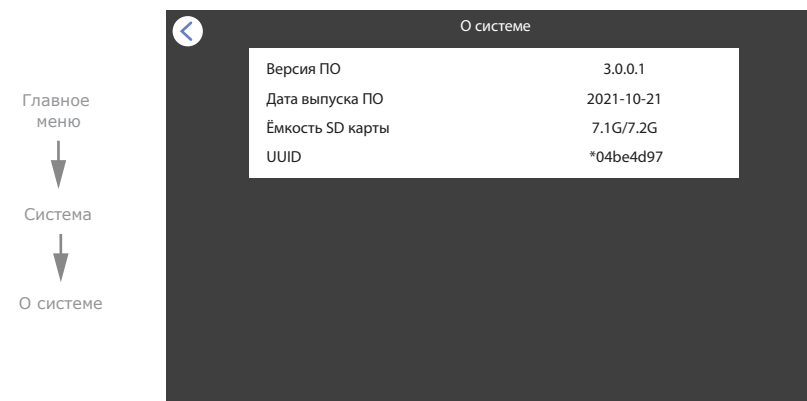 Главное
меню
Система
О системе
О системе
Версия ПО 3.0.0.1
Дата выпуска ПО 2021-10-21
Ёмкость SD карты 7.1G/7.2G
UUID *04be4d97